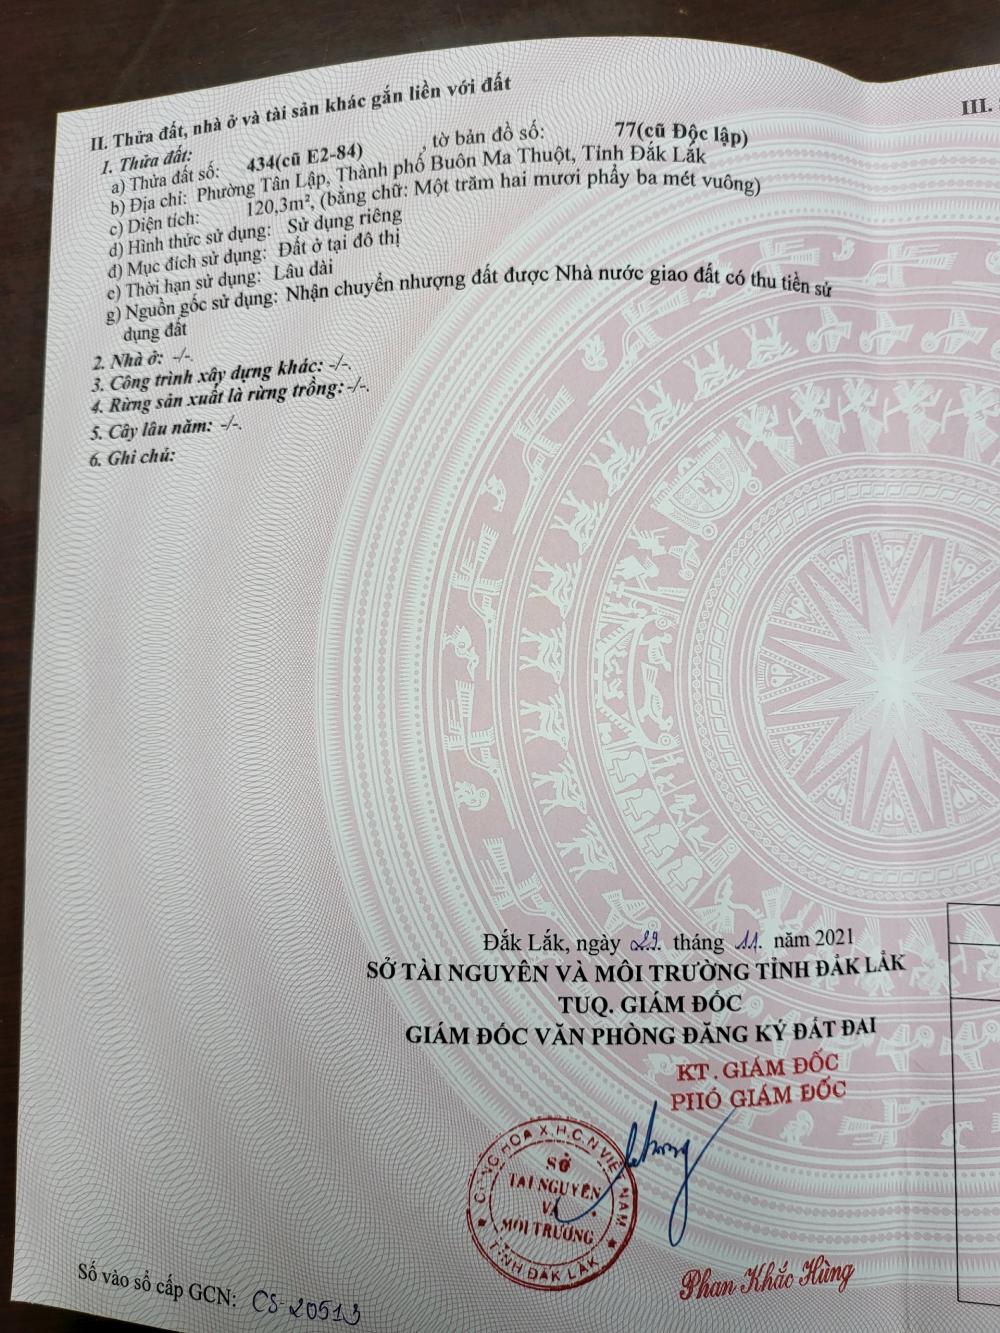 II. Thửa đất, nhà ở và tài sản khác gắn liền với đất
III.
1. Thửa đất:
a) Thửa đất số: 434(cũ E2-84) , tờ bản đồ số: 77(cũ Độc lập)
b) Địa chỉ: Phường Tân Lập, Thành phố Buôn Ma Thuột, Tỉnh Đắk Lắk
c) Diện tích: 120,3m², (bằng chữ: Một trăm hai mươi phẩy ba mét vuông)
d) Hình thức sử dụng: Sử dụng riêng
đ) Mục đích sử dụng: Đất ở tại đô thị
e) Thời hạn sử dụng: Lâu dài
g) Nguồn gốc sử dụng: Nhận chuyển nhượng đất được Nhà nước giao đất có thu tiền sử
dụng đất
2. Nhà ở: -/-.
3. Công trình xây dựng khác: -/-.
4. Rừng sản xuất là rừng trồng: -/-.
5. Cây lâu năm: -/-.
6. Ghi chú:
Đắk Lắk, ngày 29. tháng .11. năm 2021
SỞ TÀI NGUYÊN VÀ MÔI TRƯỜNG TỈNH ĐẮK LẮK
TUQ. GIÁM ĐỐC
GIÁM ĐỐC VĂN PHÒNG ĐĂNG KÝ ĐẤT ĐAI
KT. GIÁM ĐỐC
PHÓ GIÁM ĐỐC
CỘNG HÒA X.H.C.N VIỆT NAM
SỞ
TÀI NGUYÊN
VÀ
MÔI TRƯỜNG
TỈNH ĐẮK LẮK
Phan Khắc Hùng
Số vào sổ cấp GCN: CS-20513